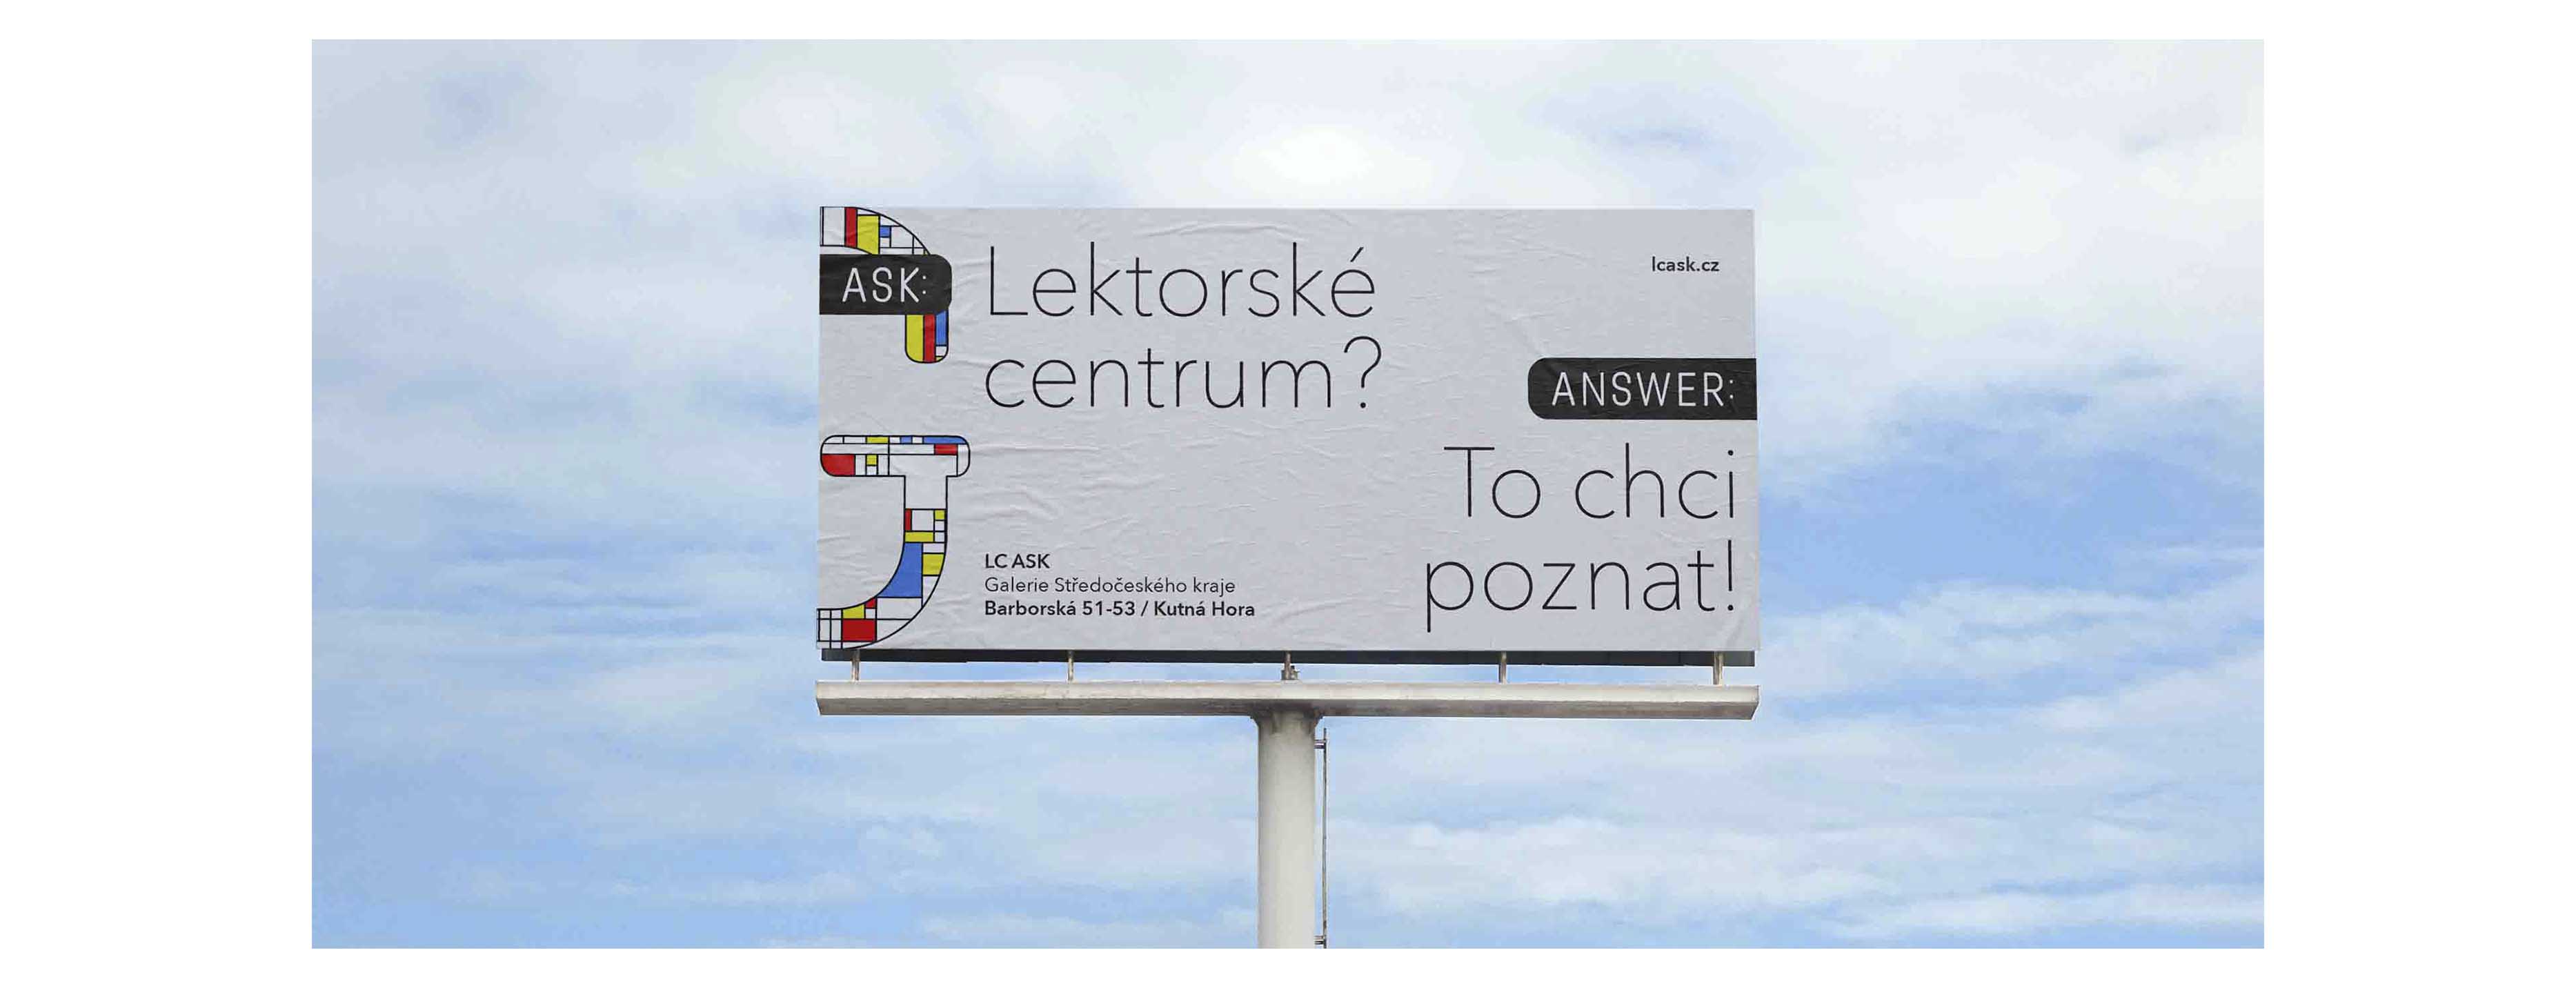 ASK:
Lektorské
centrum?
lcask.cz
ANSWER:
To chci
poznat!
LC ASK
Galerie Středočeského kraje
Barborská 51-53 / Kutná Hora